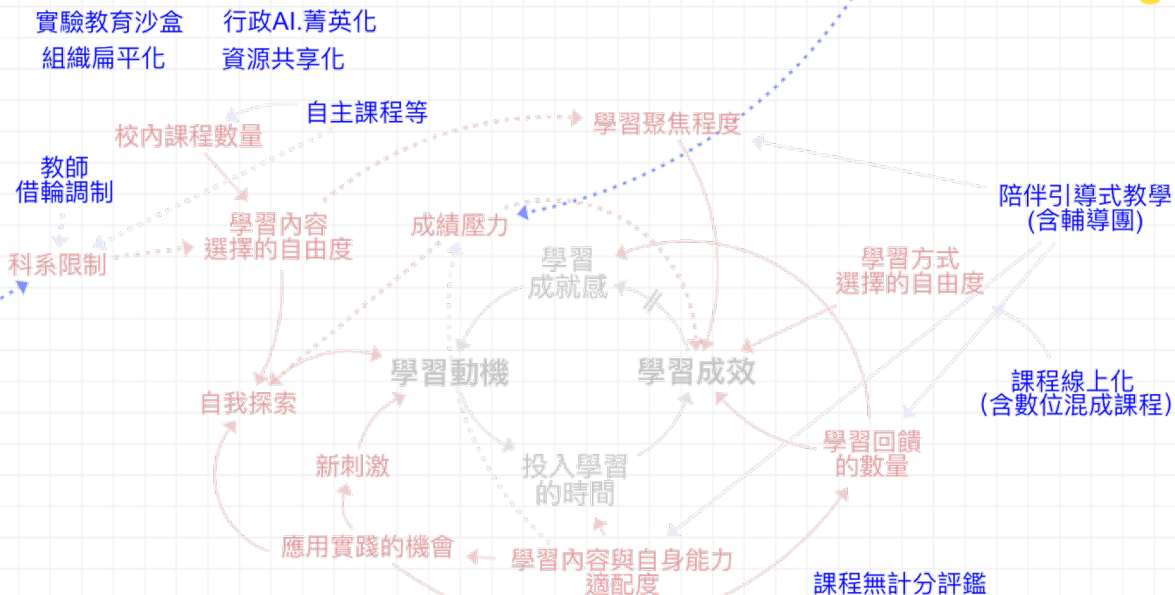 實驗教育沙盒
行政AI.菁英化
組織扁平化
資源共享化
自主課程等
校內課程數量
學習聚焦程度
教師
借輪調制
陪伴引導式教學
(含輔導團)
學習內容
選擇的自由度
成績壓力
科系限制
學習
成就感
學習方式
選擇的自由度
學習動機
學習成效
自我探索
課程線上化
(含數位混成課程)
學習回饋
的數量
新刺激
投入學習
的時間
應用實踐的機會
學習內容與自身能力
適配度
課程無計分評鑑